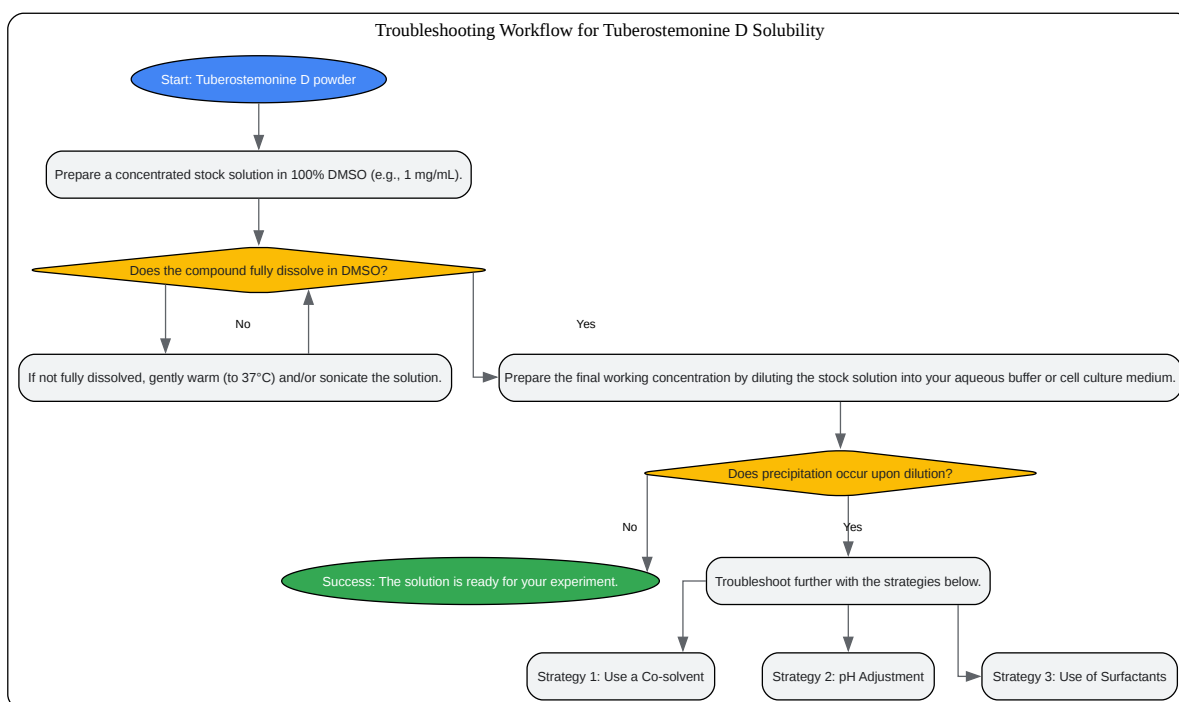 Troubleshooting Workflow for Tuberostemonine D Solubility
Start: Tuberostemonine D powder
Prepare a concentrated stock solution in 100% DMSO (e.g., 1 mg/mL).
Does the compound fully dissolve in DMSO?
No
Yes
If not fully dissolved, gently warm (to 37°C) and/or sonicate the solution.
Prepare the final working concentration by diluting the stock solution into your aqueous buffer or cell culture medium.
Does precipitation occur upon dilution?
No
Yes
Success: The solution is ready for your experiment.
Troubleshoot further with the strategies below.
Strategy 1: Use a Co-solvent
Strategy 2: pH Adjustment
Strategy 3: Use of Surfactants